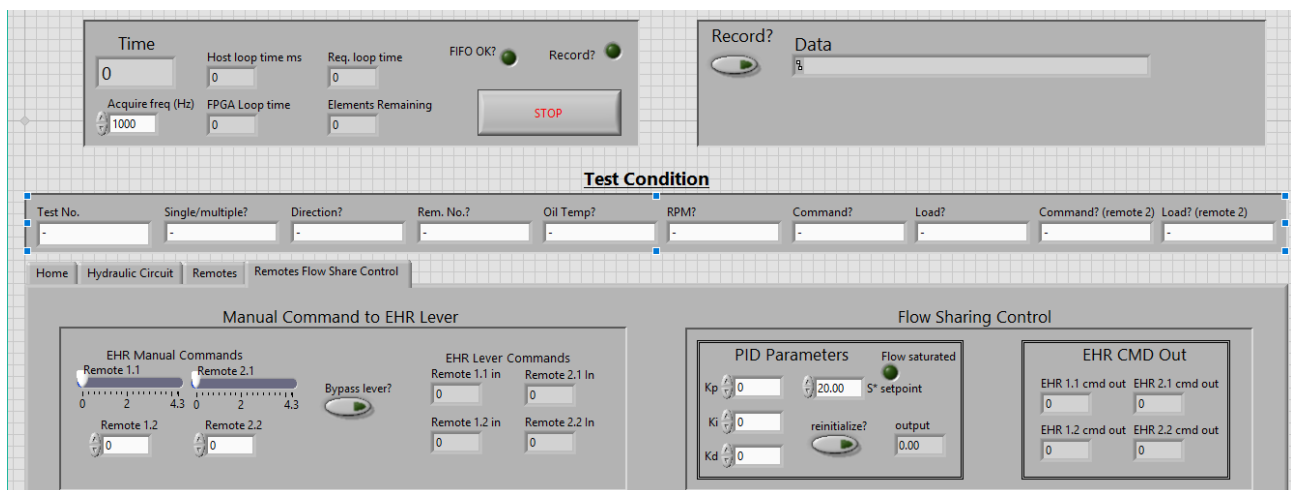 Time
0
Host loop time ms
0
Req. loop time
0
FIFO OK?
Record?
Acquire freq (Hz)
1000
FPGA Loop time
0
Elements Remaining
0
STOP
Record?
Data
Test Condition
Test No. Single/multiple? Direction? Rem. No.? Oil Temp? RPM? Command? Load? Command? (remote 2) Load? (remote 2)
- - - - - - - - - -
Home Hydraulic Circuit Remotes Remotes Flow Share Control
Manual Command to EHR Lever
EHR Manual Commands
Remote 1.1 Remote 2.1
0 2 4.3 0 2 4.3
Remote 1.2 Remote 2.2
0 0
Bypass lever?
EHR Lever Commands
Remote 1.1 in Remote 2.1 In
0 0
Remote 1.2 in Remote 2.2 In
0 0
Flow Sharing Control
PID Parameters
Flow saturated
Kp 0 20.00 S* setpoint
Ki 0 reinitialize? output
Kd 0 0.00
EHR CMD Out
EHR 1.1 cmd out EHR 2.1 cmd out
0 0
EHR 1.2 cmd out EHR 2.2 cmd out
0 0